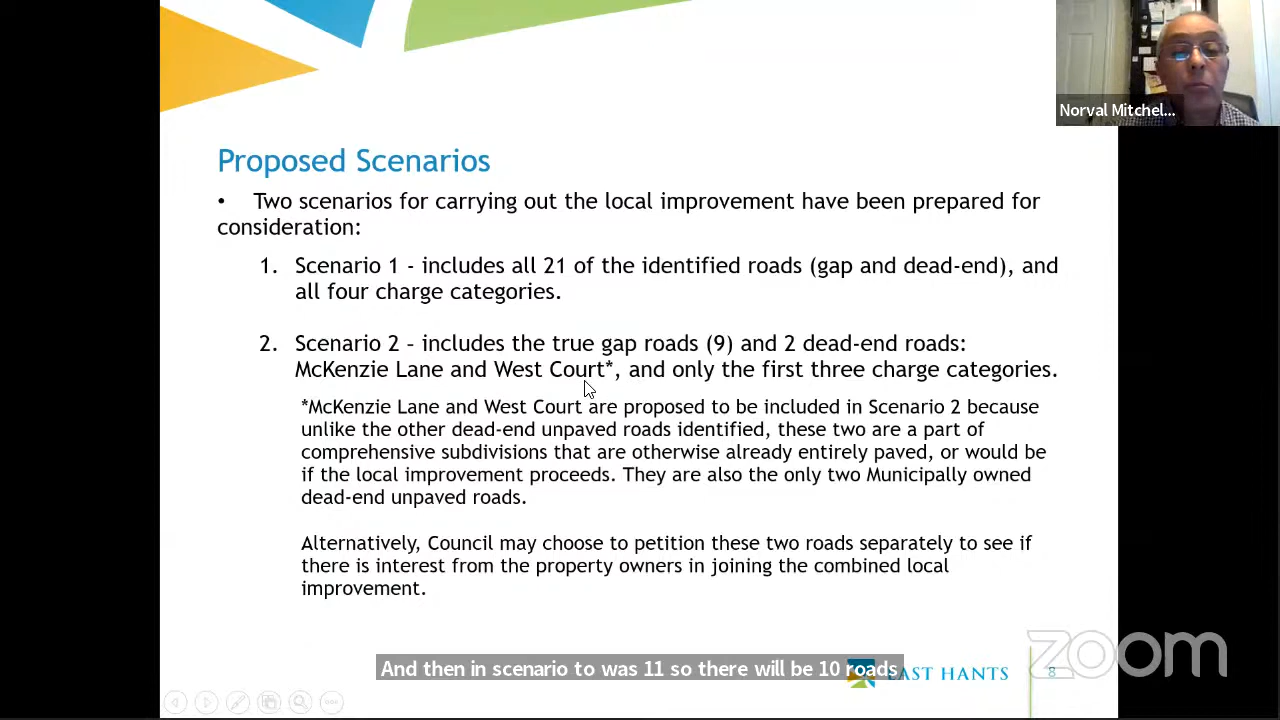 Norval Mitchel...
Proposed Scenarios
• Two scenarios for carrying out the local improvement have been prepared for
consideration:
1. Scenario 1 - includes all 21 of the identified roads (gap and dead-end), and
all four charge categories.
2. Scenario 2 – includes the true gap roads (9) and 2 dead-end roads:
McKenzie Lane and West Court*, and only the first three charge categories.
*McKenzie Lane and West Court are proposed to be included in Scenario 2 because
unlike the other dead-end unpaved roads identified, these two are a part of
comprehensive subdivisions that are otherwise already entirely paved, or would be
if the local improvement proceeds. They are also the only two Municipally owned
dead-end unpaved roads.
Alternatively, Council may choose to petition these two roads separately to see if
there is interest from the property owners in joining the combined local
improvement.
And then in scenario to was 11 so there will be 10 roads
EAST HANTS
8
zoom